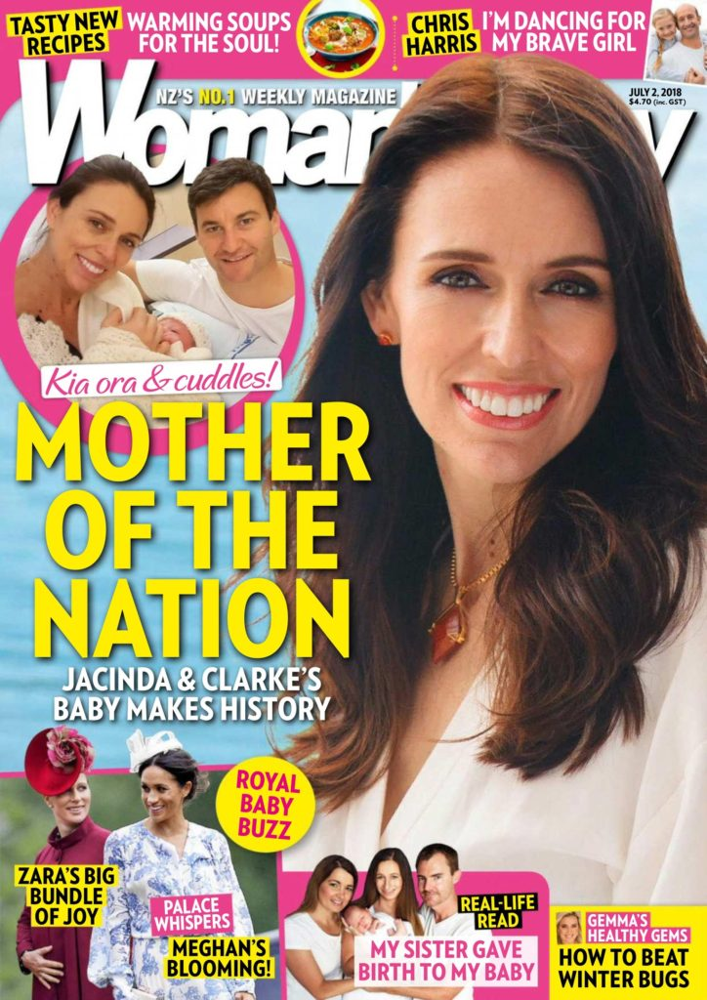 TASTY NEW
RECIPES
WARMING SOUPS
FOR THE SOUL!
CHRIS
HARRIS
I'M DANCING FOR
MY BRAVE GIRL
NZ'S NO.1 WEEKLY MAGAZINE
JULY 2, 2018
$4.70 (inc. GST)
Woman's Day
Kia ora & cuddles!
MOTHER
OF THE
NATION
JACINDA & CLARKE'S
BABY MAKES HISTORY
ROYAL
BABY
BUZZ
ZARA'S BIG
BUNDLE
OF JOY
PALACE
WHISPERS
MEGHAN'S
BLOOMING!
REAL-LIFE
READ
MY SISTER GAVE
BIRTH TO MY BABY
GEMMA'S
HEALTHY GEMS
HOW TO BEAT
WINTER BUGS